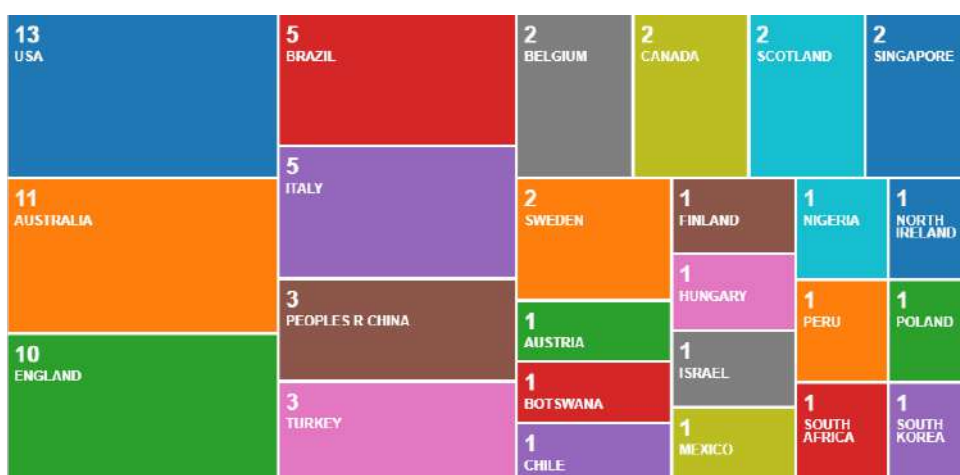 13
USA
11
AUSTRALIA
10
ENGLAND
5
BRAZIL
5
ITALY
3
PEOPLES R CHINA
3
TURKEY
2
BELGIUM
2
CANADA
2
SCOTLAND
2
SINGAPORE
2
SWEDEN
1
AUSTRIA
1
BOTSWANA
1
CHILE
1
FINLAND
1
HUNGARY
1
ISRAEL
1
MEXICO
1
NIGERIA
1
NORTH
IRELAND
1
PERU
1
POLAND
1
SOUTH
AFRICA
1
SOUTH
KOREA